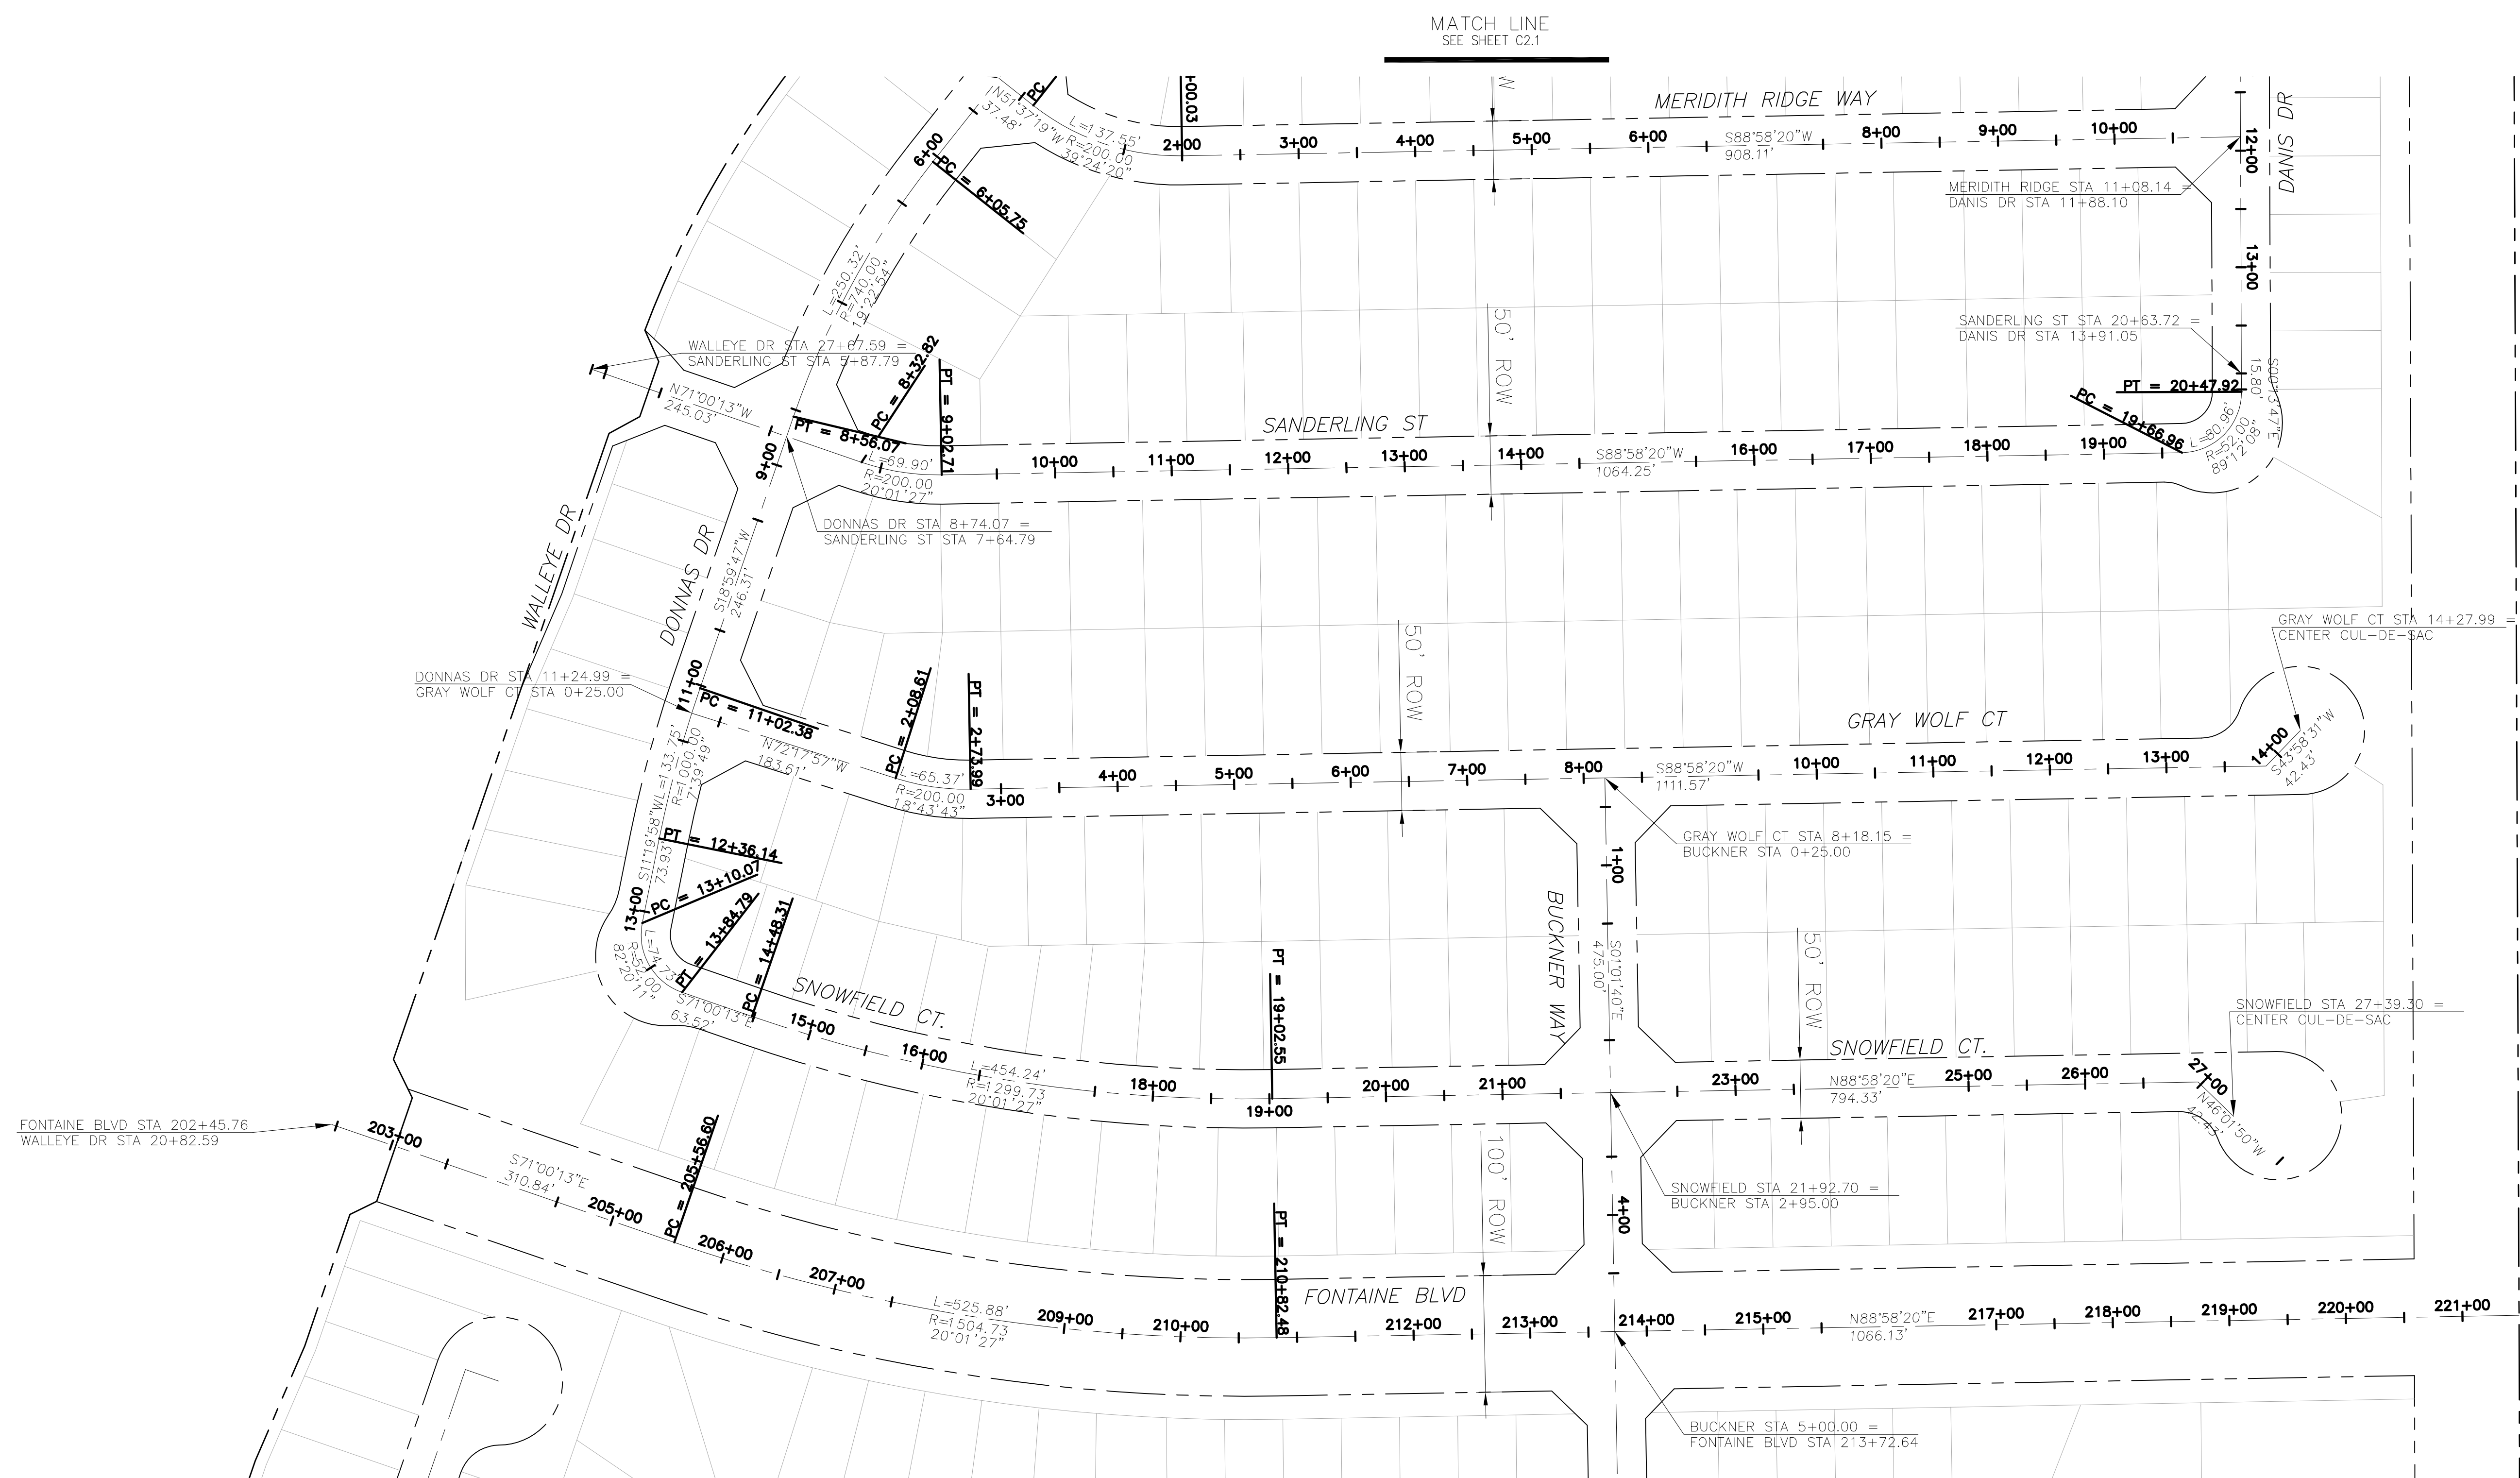 MATCH LINE
SEE SHEET C2.1
MERIDITH RIDGE WAY
DANIS DR
PC
N51°37'19"W
37.48'
L=137.55'
R=200.00
39°24'20"
+00.03
W
2+00
3+00
4+00
5+00
6+00
S88°58'20"W
908.11'
8+00
9+00
10+00
12+00
13+00
MERIDITH RIDGE STA 11+08.14 =
DANIS DR STA 11+88.10
6+00
PC = 6+05.75
L=250.32'
R=740.00
19°22'54"
WALLEYE DR STA 27+67.59 =
SANDERLING ST STA 5+87.79
N71°00'13"W
245.03'
PT = 8+56.07
PC = 8+32.82
PT = 9+02.71
L=69.90'
R=200.00
20°01'27"
SANDERLING ST
50' ROW
10+00
11+00
12+00
13+00
14+00
S88°58'20"W
1064.25'
16+00
17+00
18+00
19+00
SANDERLING ST STA 20+63.72 =
DANIS DR STA 13+91.05
PT = 20+47.92
PC = 19+66.96
S00°13'47"E
15.80'
L=80.96'
R=52.00
89°12'08"
9+00
DONNAS DR STA 8+74.07 =
SANDERLING ST STA 7+64.79
WALLEYE DR
DONNAS DR
S18°59'47"W
246.31'
DONNAS DR STA 11+24.99 =
GRAY WOLF CT STA 0+25.00
11+00
PC = 11+02.38
N72°17'57"W
183.61'
PC = 2+08.61
PT = 2+73.99
L=65.37'
R=200.00
18°43'43"
3+00
4+00
5+00
6+00
7+00
8+00
50' ROW
S88°58'20"W
1111.57'
GRAY WOLF CT
10+00
11+00
12+00
13+00
14+00
S43°58'31"W
42.43'
GRAY WOLF CT STA 14+27.99 =
CENTER CUL-DE-SAC
GRAY WOLF CT STA 8+18.15 =
BUCKNER STA 0+25.00
L=133.75'
R=1000.00
7°39'49"
S11°19'58"W
73.93'
PT = 12+36.14
PC = 13+10.07
13+00
L=74.73'
R=52.00
82°20'11"
PT = 13+84.79
PC = 14+48.31
S71°00'13"E
63.52'
SNOWFIELD CT.
15+00
16+00
L=454.24'
R=1299.73
20°01'27"
18+00
PT = 19+02.55
19+00
20+00
21+00
BUCKNER WAY
1+00
S01°01'40"E
475.00'
50' ROW
SNOWFIELD CT.
23+00
N88°58'20"E
794.33'
25+00
26+00
27+00
N46°01'50"W
42.43'
SNOWFIELD STA 27+39.30 =
CENTER CUL-DE-SAC
SNOWFIELD STA 21+92.70 =
BUCKNER STA 2+95.00
4+00
FONTAINE BLVD STA 202+45.76
WALLEYE DR STA 20+82.59
203+00
S71°00'13"E
310.84'
205+00
PC = 205+56.60
206+00
207+00
L=525.88'
R=1504.73
20°01'27"
209+00
210+00
PT = 210+82.48
FONTAINE BLVD
100' ROW
212+00
213+00
214+00
215+00
N88°58'20"E
1066.13'
217+00
218+00
219+00
220+00
221+00
BUCKNER STA 5+00.00 =
FONTAINE BLVD STA 213+72.64